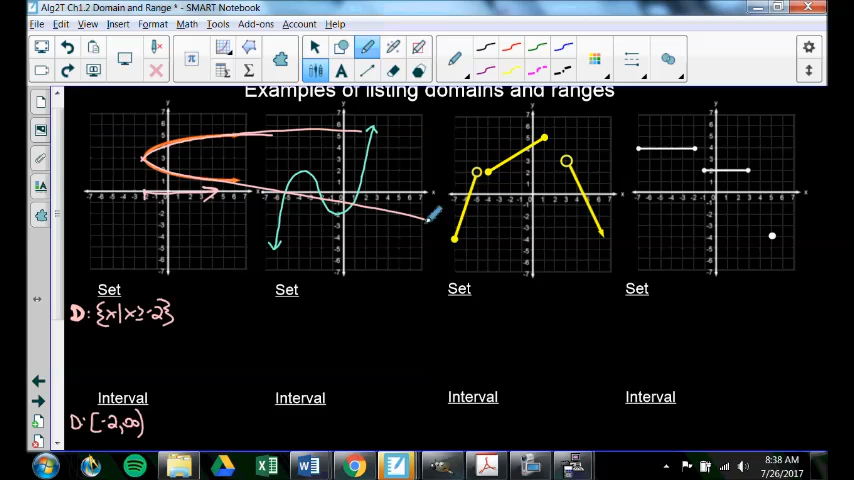 Alg2T Ch1.2 Domain and Range * - SMART Notebook
File Edit View Insert Format Math Tools Add-ons Account Help
Examples of listing domains and ranges
Set Set Set Set
D: {x|x≥-2}
Interval Interval Interval Interval
D: [-2,∞)
8:38 AM
7/26/2017